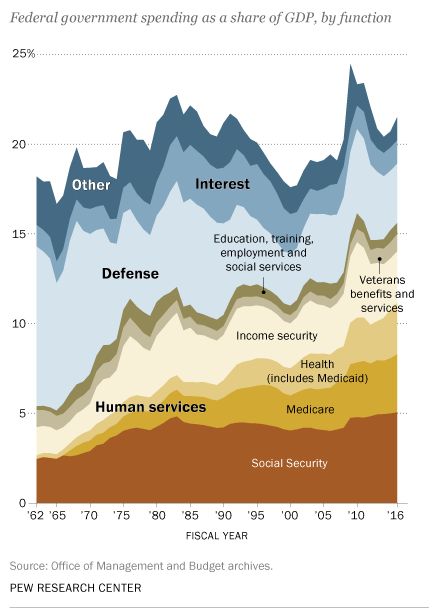 Federal government spending as a share of GDP, by function
25%
20
15
10
5
0
Other
Interest
Defense
Education, training,
employment and
social services
Veterans
benefits and
services
Income security
Health
(includes Medicaid)
Human services
Medicare
Social Security
'62 '65 '70 '75 '80 '85 '90 '95 '00 '05 '10 '16
FISCAL YEAR
Source: Office of Management and Budget archives.
PEW RESEARCH CENTER